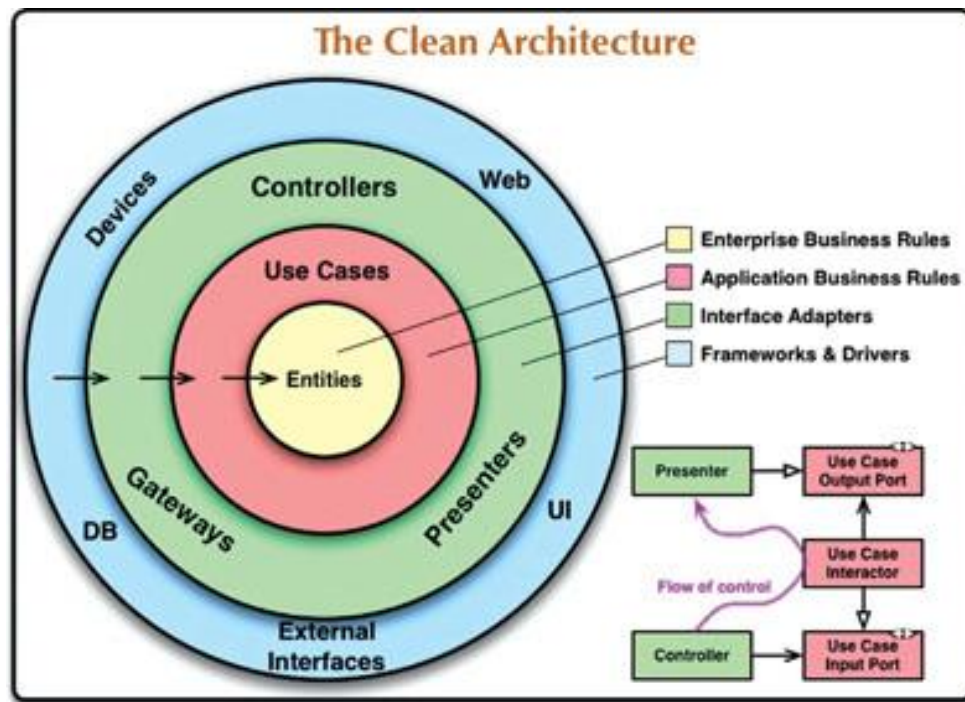 The Clean Architecture
Devices
Controllers
Web
Use Cases
Entities
Gateways
Presenters
DB
UI
External
Interfaces
Enterprise Business Rules
Application Business Rules
Interface Adapters
Frameworks & Drivers
Presenter
Use Case
Output Port
Flow of control
Use Case
Interactor
Controller
Use Case
Input Port